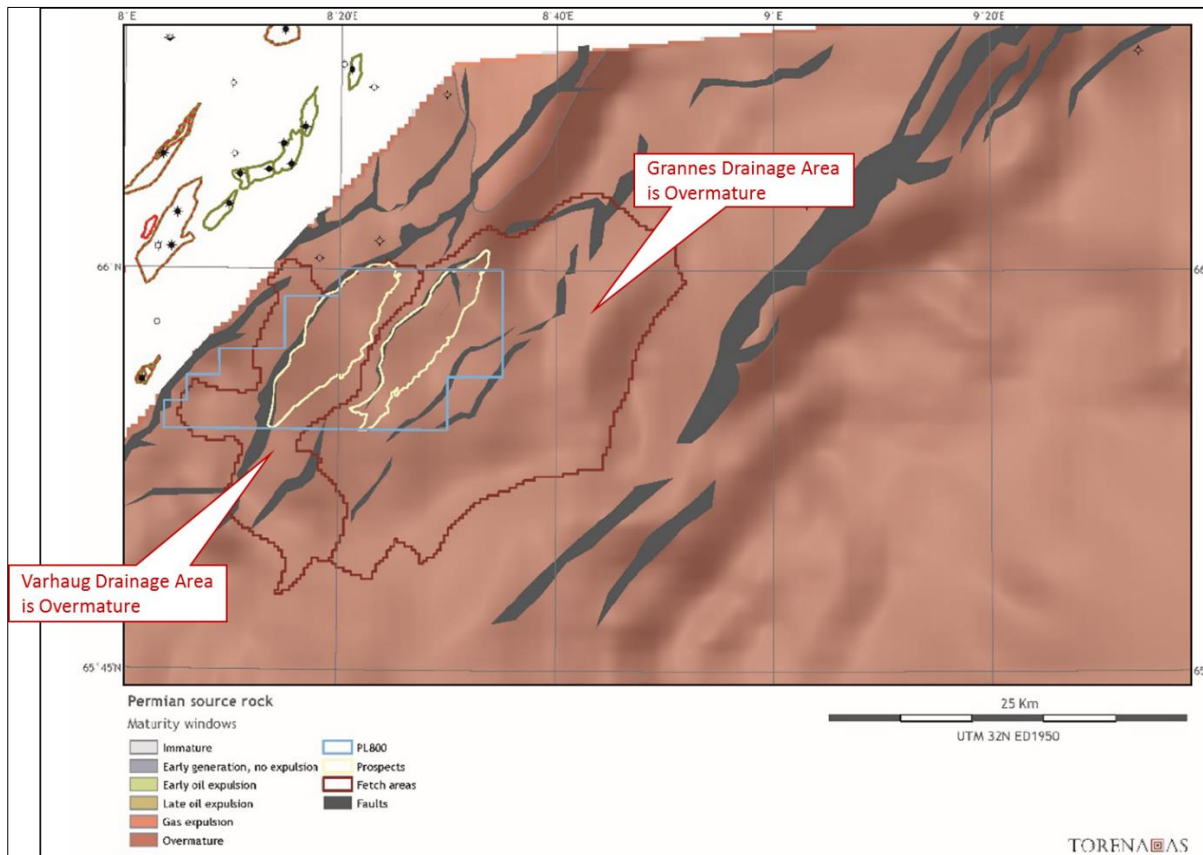 8°E
8°20'
8°40'
9°E
9°20'
Grannes Drainage Area
is Overmature
66°N
66
Varhaug Drainage Area
is Overmature
65°45'N
65
Permian source rock
Maturity windows
Immature
Early generation, no expulsion
Early oil expulsion
Late oil expulsion
Gas expulsion
Overmature
PL800
Prospects
Fetch areas
Faults
25 Km
UTM 32N ED1950
TORENA AS